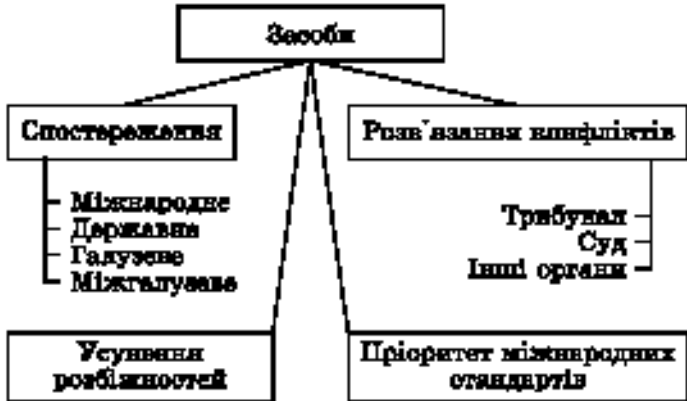 Засоби
Спостереження
Міжнародне
Державне
Галузеве
Міжгалузеве
Розв'язання конфліктів
Трибунал
Суд
Інші органи
Усунення
розбіжностей
Пріоритет міжнародних
стандартів